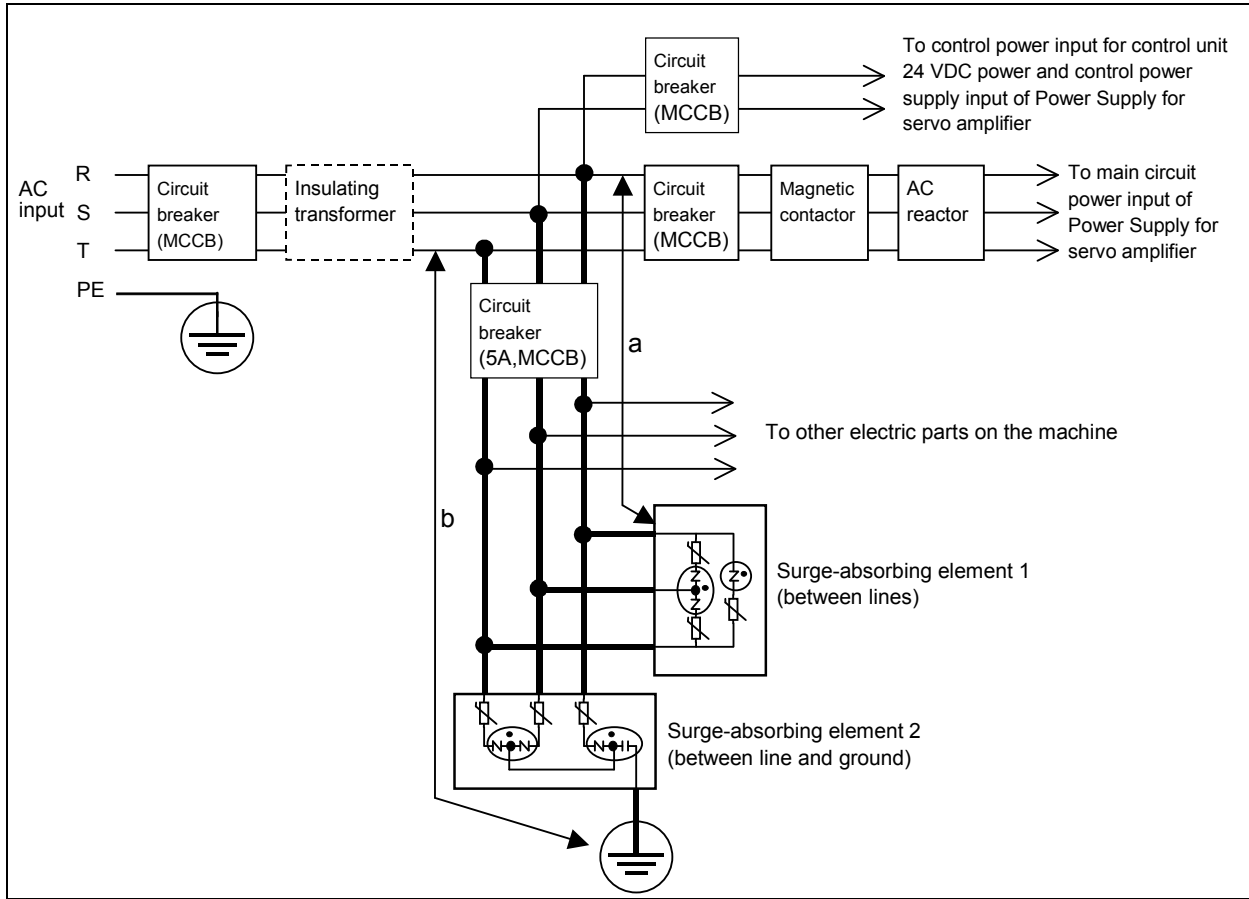 Circuit
breaker
(MCCB)
To control power input for control unit
24 VDC power and control power
supply input of Power Supply for
servo amplifier
AC
input
R
S
T
PE
Circuit
breaker
(MCCB)
Insulating
transformer
Circuit
breaker
(MCCB)
Magnetic
contactor
AC
reactor
To main circuit
power input of
Power Supply for
servo amplifier
Circuit
breaker
(5A,MCCB)
a
To other electric parts on the machine
b
Surge-absorbing element 1
(between lines)
Surge-absorbing element 2
(between line and ground)